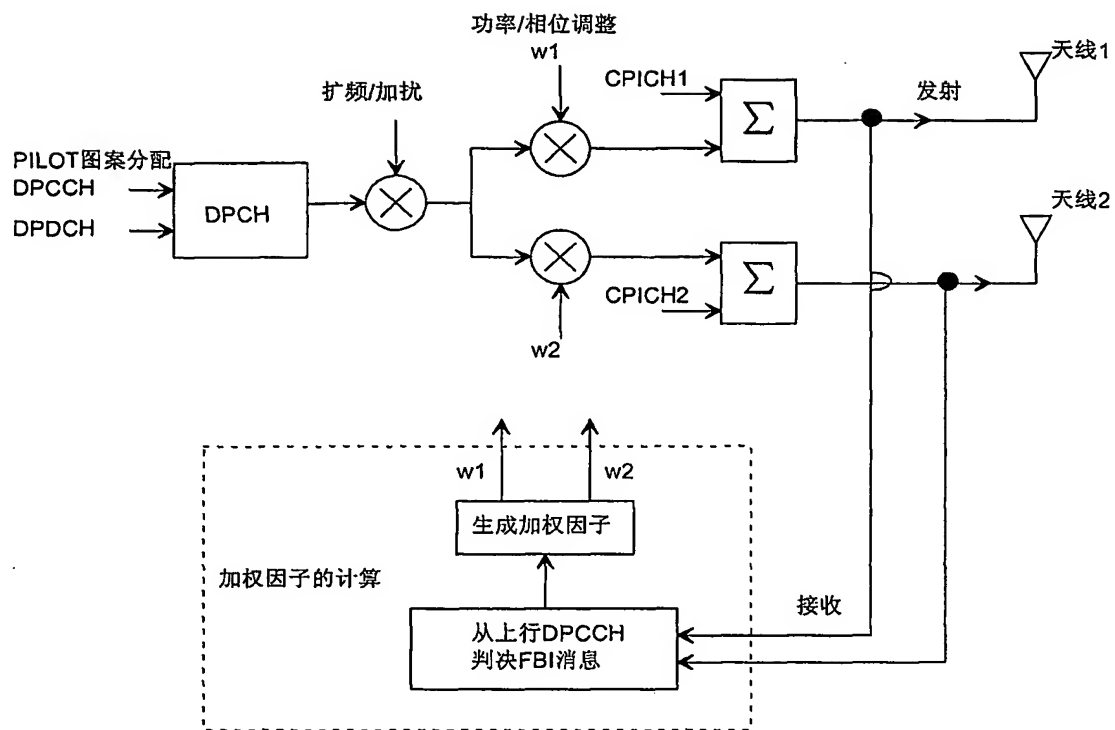 功率/相位调整
w1
天线1
CPICH1
发射
扩频/加扰
Σ
PILOT图案分配
DPCCH
DPDCH
DPCH
天线2
Σ
CPICH2
w2
w1
w2
生成加权因子
加权因子的计算
接收
从上行DPCCH
判决FBI消息